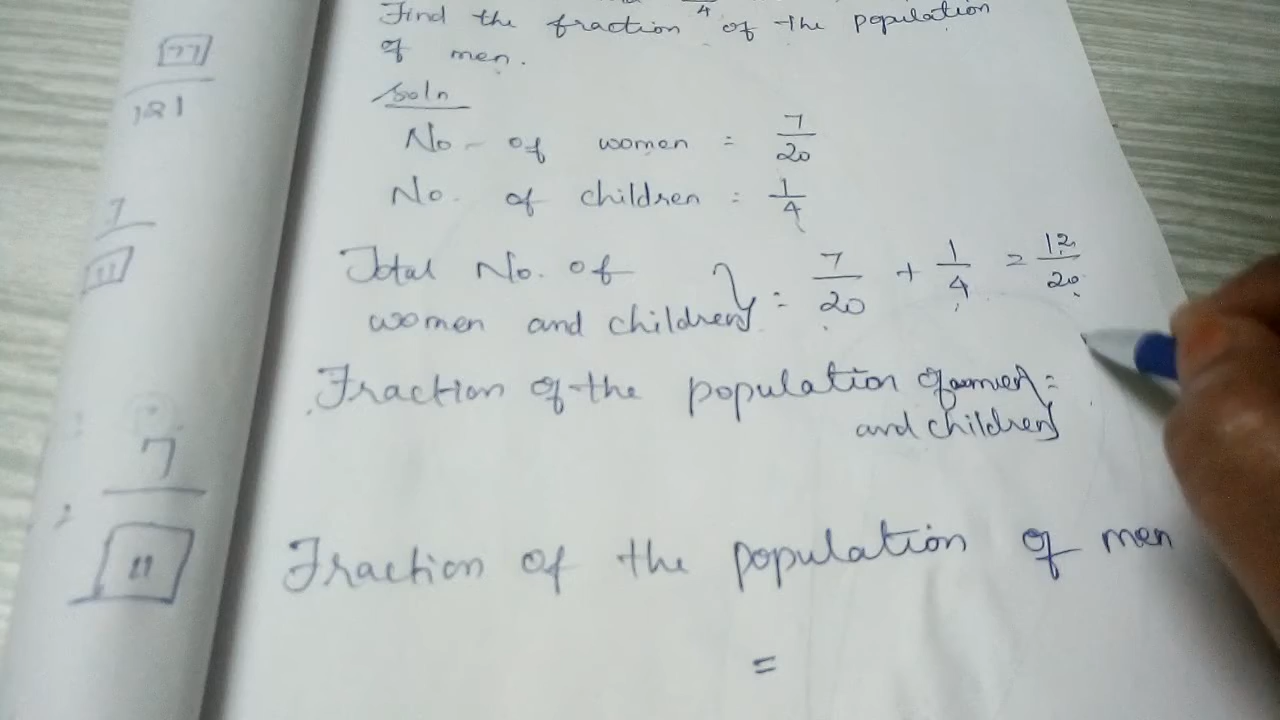 4
Find the fraction of the population
of men.
Soln
No. of women = 7/20
No. of children = 1/4
Total No. of
women and children } = 7/20 + 1/4 = 12/20
Fraction of the population of women =
and children }
Fraction of the population of men
=
77
121
7
11
7
11